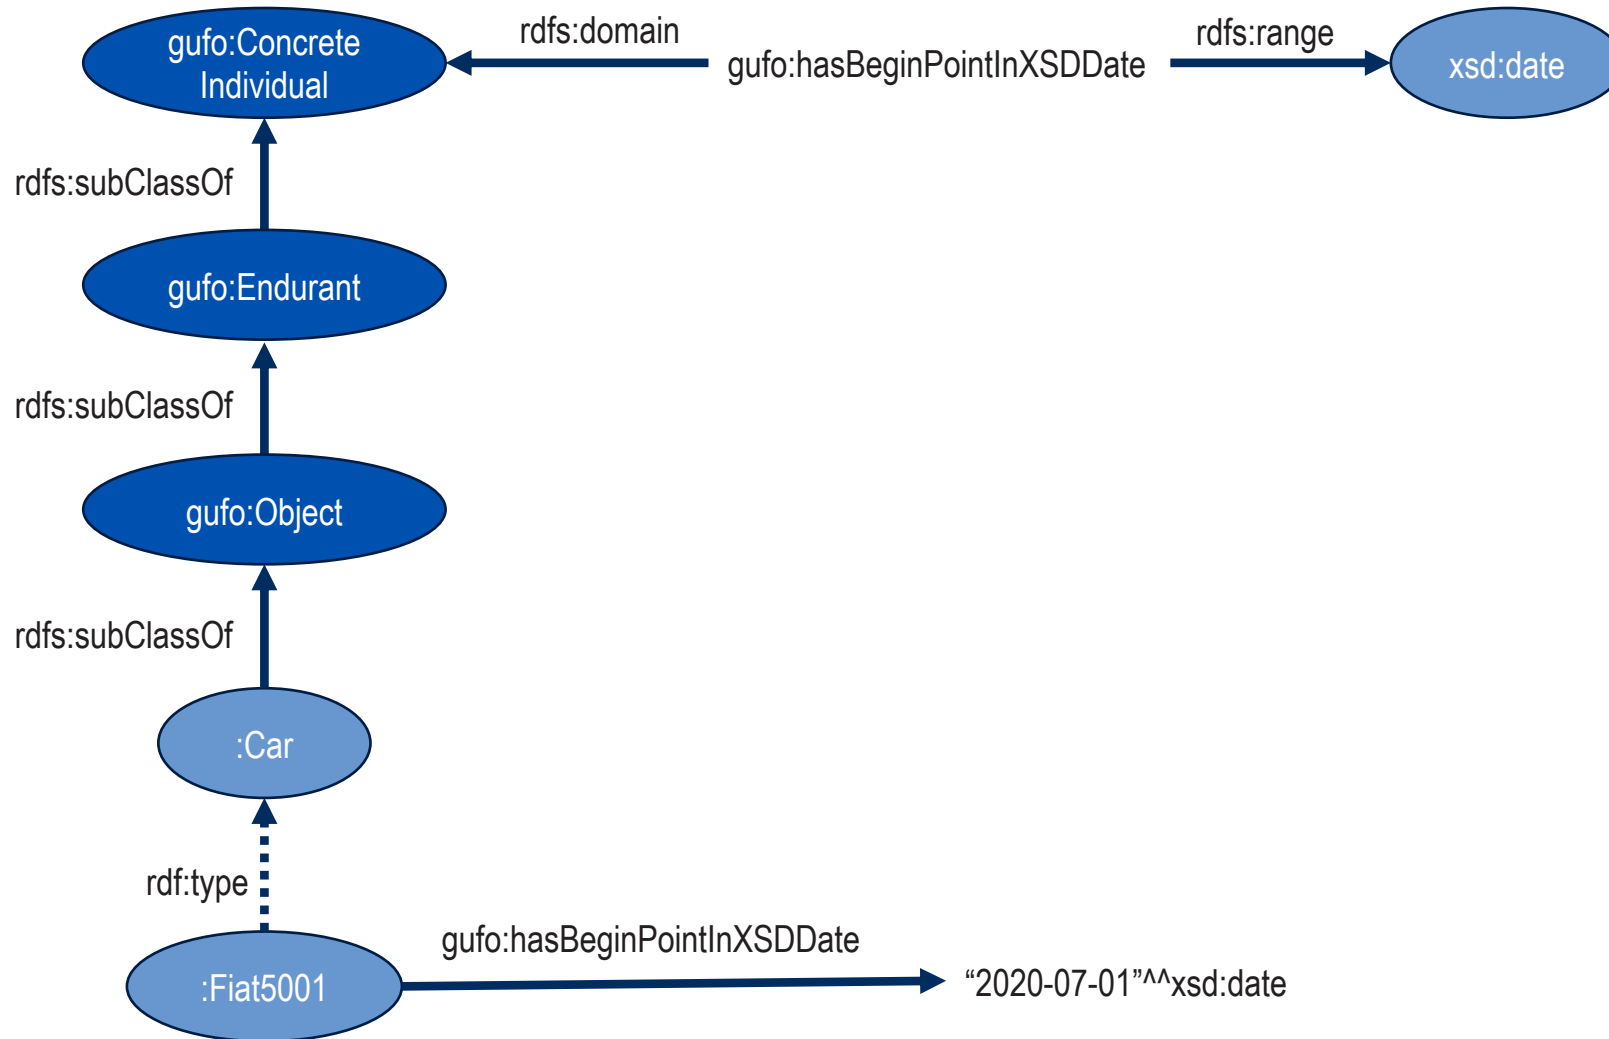 gufo:Concrete
Individual
rdfs:domain
gufo:hasBeginPointInXSDDate
rdfs:range
xsd:date
rdfs:subClassOf
gufo:Endurant
rdfs:subClassOf
gufo:Object
rdfs:subClassOf
:Car
rdf:type
:Fiat5001
gufo:hasBeginPointInXSDDate
“2020-07-01”^^xsd:date